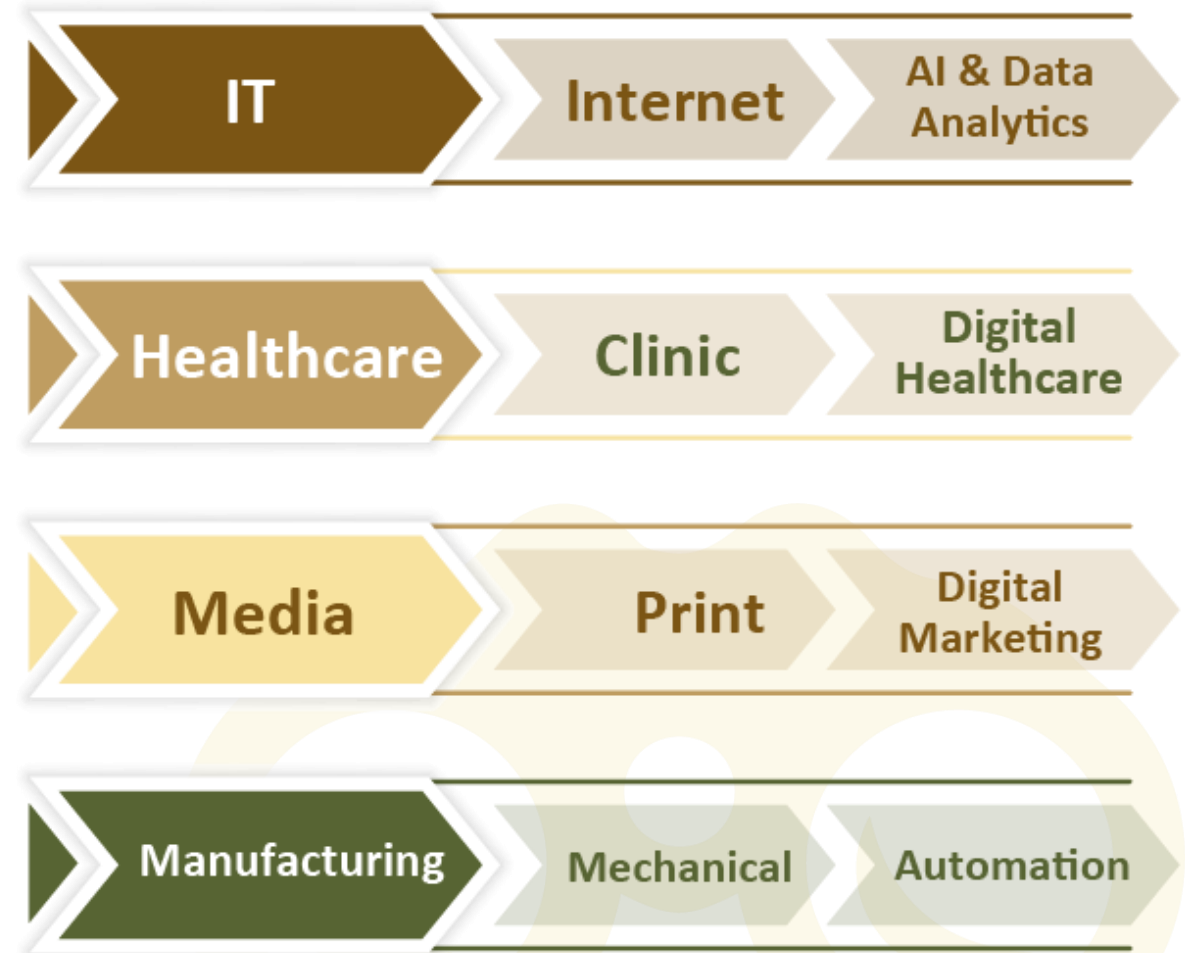 IT
Internet
AI & Data
Analytics
Healthcare
Clinic
Digital
Healthcare
Media
Print
Digital
Marketing
Manufacturing
Mechanical
Automation